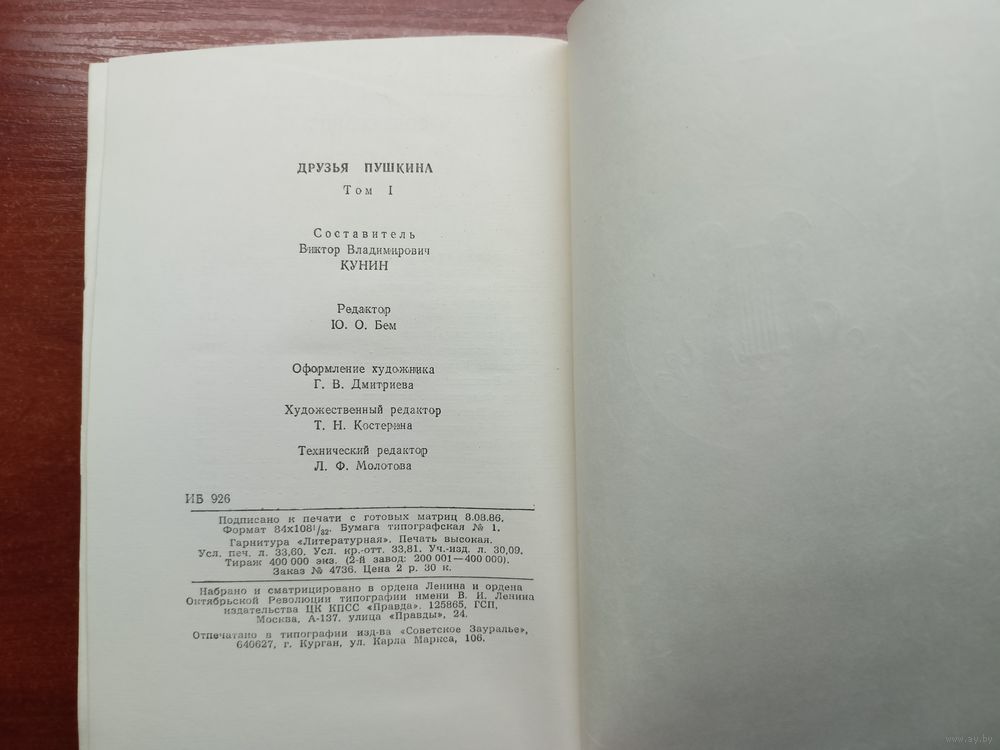 ДРУЗЬЯ ПУШКИНА
Том I
Составитель
Виктор Владимирович
КУНИН
Редактор
Ю. О. Бем
Оформление художника
Г. В. Дмитриева
Художественный редактор
Т. Н. Костерина
Технический редактор
Л. Ф. Молотова
ИБ 926
Подписано к печати с готовых матриц 8.08.86.
Формат 84х108¹/₃₂. Бумага типографская № 1.
Гарнитура «Литературная». Печать высокая.
Усл. печ. л. 33,60. Усл. кр.-отт. 33,81. Уч.-изд. л. 30,09.
Тираж 400 000 экз. (2-й завод: 200 001—400 000).
Заказ № 4736. Цена 2 р. 30 к.
Набрано и сматрицировано в ордена Ленина и ордена
Октябрьской Революции типографии имени В. И. Ленина
издательства ЦК КПСС «Правда». 125865, ГСП,
Москва, А-137, улица «Правды», 24.
Отпечатано в типографии изд-ва «Советское Зауралье»,
640627, г. Курган, ул. Карла Маркса, 106.
www.ay.by